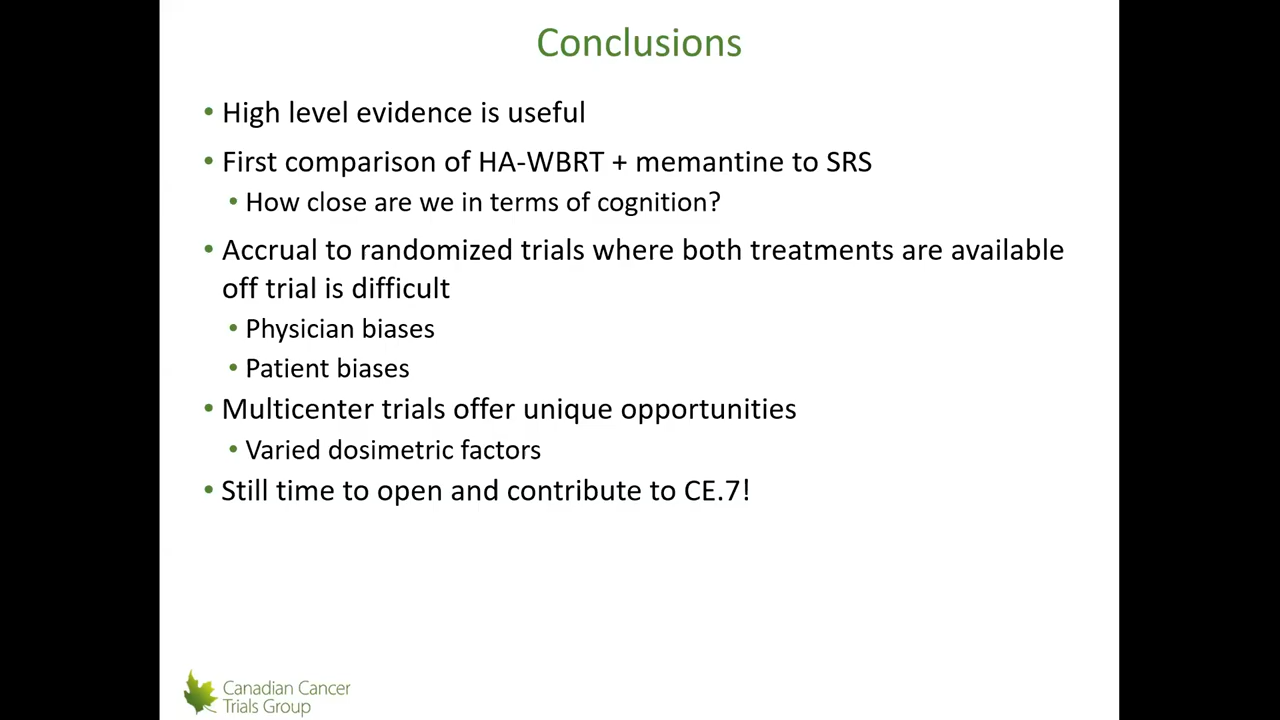 Conclusions
• High level evidence is useful
• First comparison of HA-WBRT + memantine to SRS
• How close are we in terms of cognition?
• Accrual to randomized trials where both treatments are available
off trial is difficult
• Physician biases
• Patient biases
• Multicenter trials offer unique opportunities
• Varied dosimetric factors
• Still time to open and contribute to CE.7!
Canadian Cancer
Trials Group